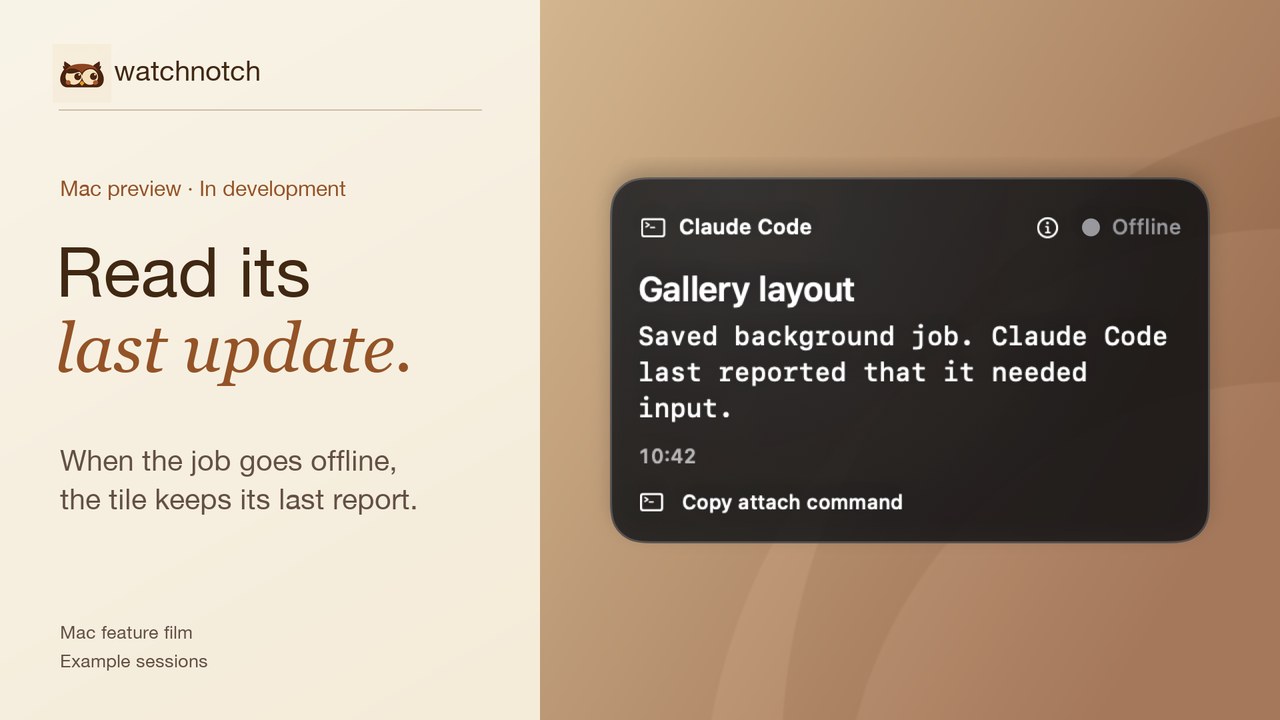 watchnotch
Mac preview · In development
Read its
last update.
When the job goes offline,
the tile keeps its last report.
Mac feature film
Example sessions
Claude Code
Offline
Gallery layout
Saved background job. Claude Code
last reported that it needed
input.
10:42
Copy attach command